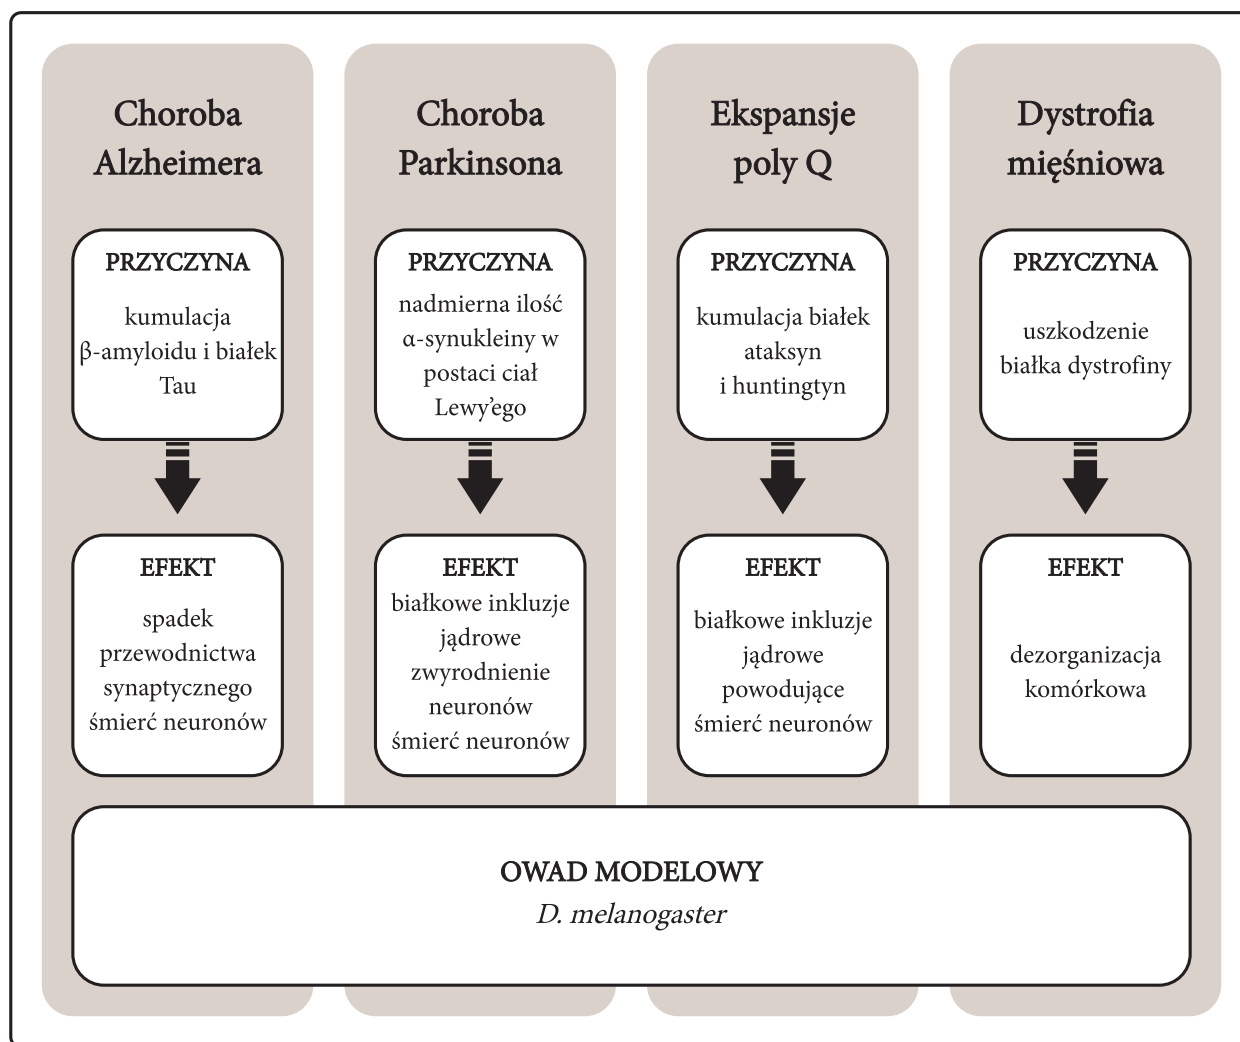 Choroba
Alzheimera
PRZYCZYNA
kumulacja
β-amyloidu i białek
Tau
EFEKT
spadek
przewodnictwa
synaptycznego
śmierć neuronów
Choroba
Parkinsona
PRZYCZYNA
nadmierna ilość
α-synukleiny w
postaci ciał
Lewy’ego
EFEKT
białkowe inkluzje
jądrowe
zwyrodnienie
neuronów
śmierć neuronów
Ekspansje
poly Q
PRZYCZYNA
kumulacja białek
ataksyn
i huntingtyn
EFEKT
białkowe inkluzje
jądrowe
powodujące
śmierć neuronów
Dystrofia
mięśniowa
PRZYCZYNA
uszkodzenie
białka dystrofiny
EFEKT
dezorganizacja
komórkowa
OWAD MODELOWY
D. melanogaster